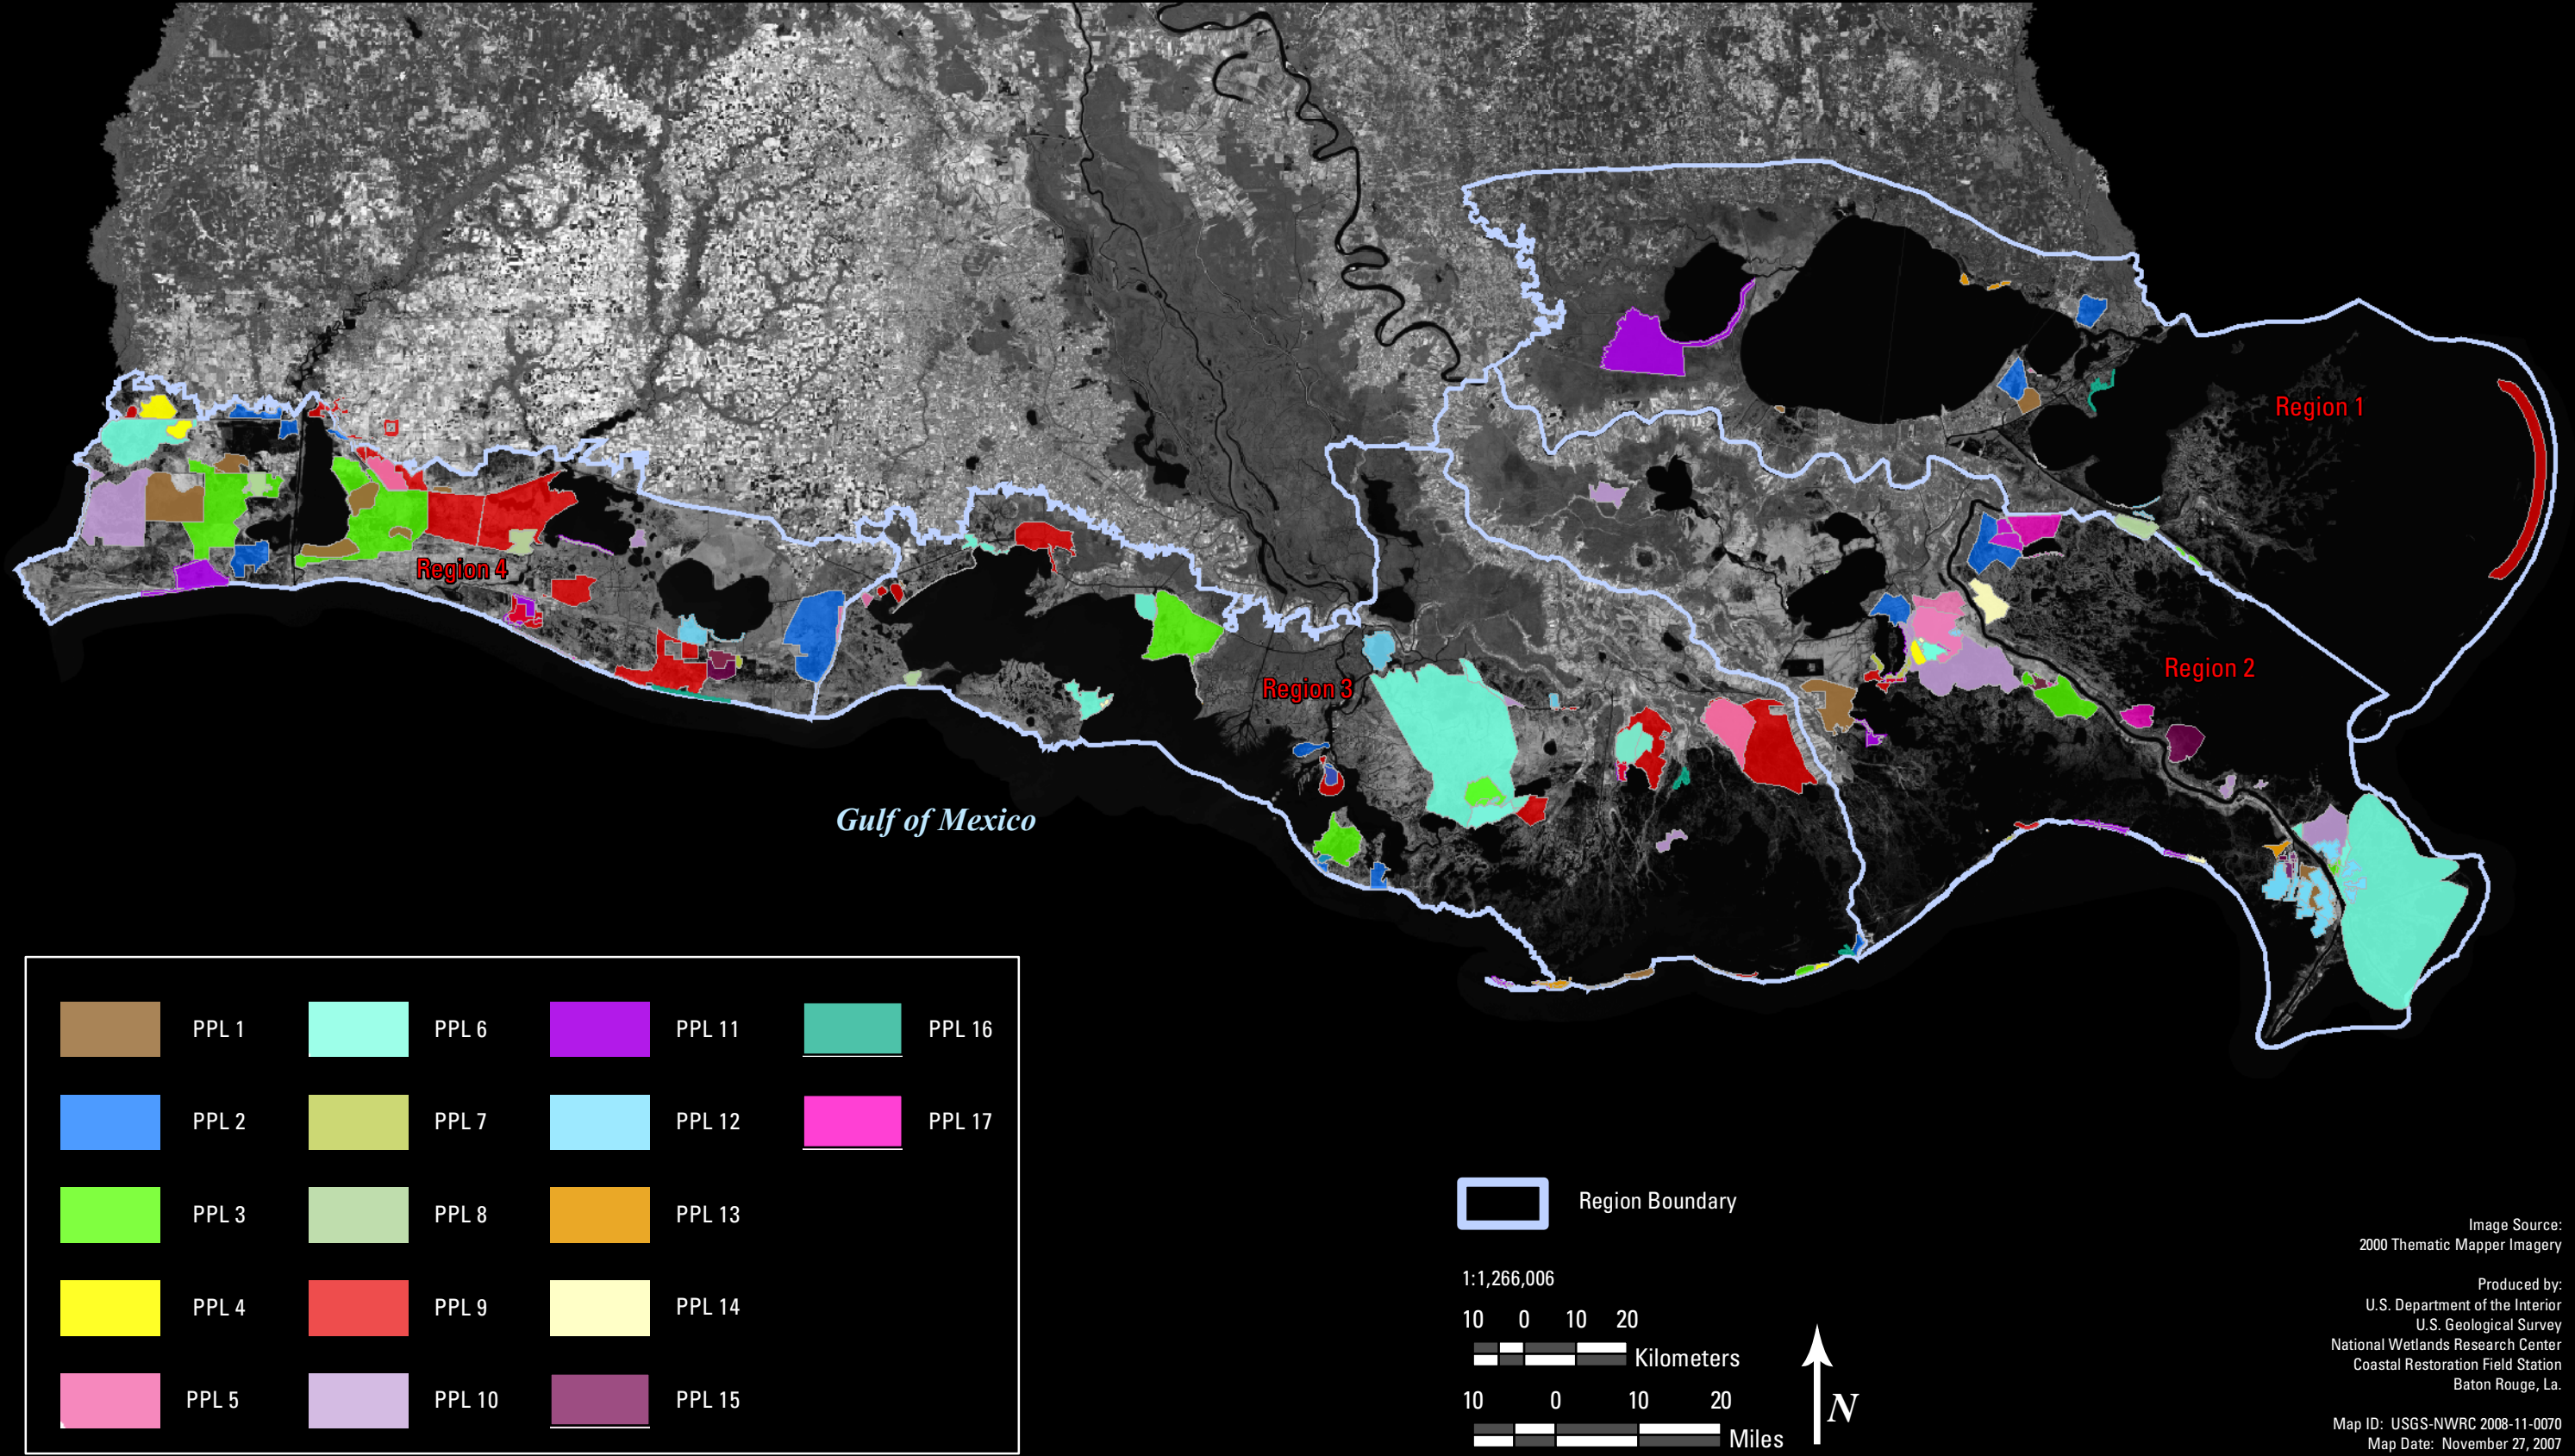 Region 1
Region 4
Region 2
Region 3
Gulf of Mexico
PPL 1
PPL 6
PPL 11
PPL 16
PPL 2
PPL 7
PPL 12
PPL 17
PPL 3
PPL 8
PPL 13
PPL 4
PPL 9
PPL 14
PPL 5
PPL 10
PPL 15
Region Boundary
1:1,266,006
10 0 10 20
Kilometers
10 0 10 20
Miles
N
Image Source:
2000 Thematic Mapper Imagery
Produced by:
U.S. Department of the Interior
U.S. Geological Survey
National Wetlands Research Center
Coastal Restoration Field Station
Baton Rouge, La.
Map ID: USGS-NWRC 2008-11-0070
Map Date: November 27, 2007